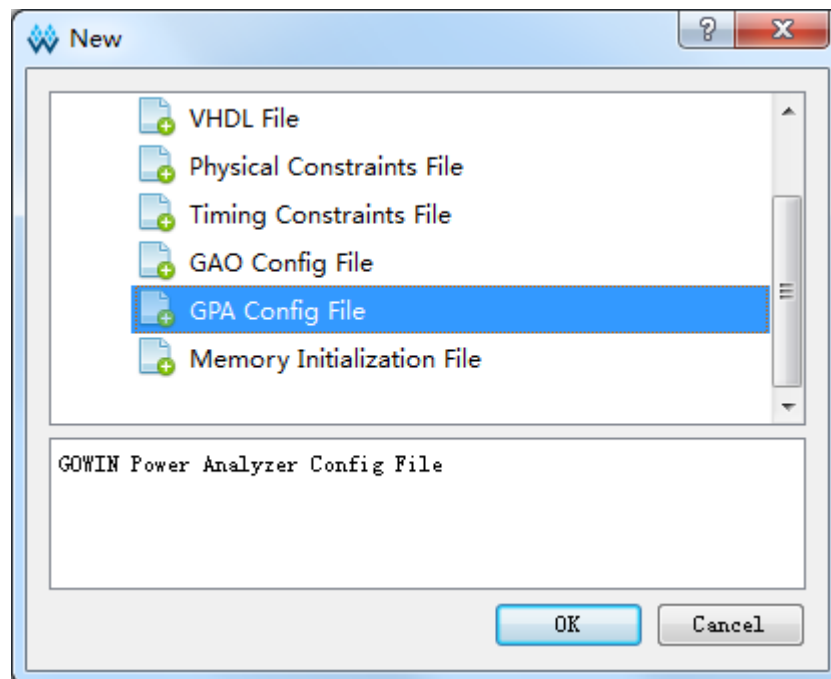 New
?
VHDL File
Physical Constraints File
Timing Constraints File
GAO Config File
GPA Config File
Memory Initialization File
GOWIN Power Analyzer Config File
OK
Cancel